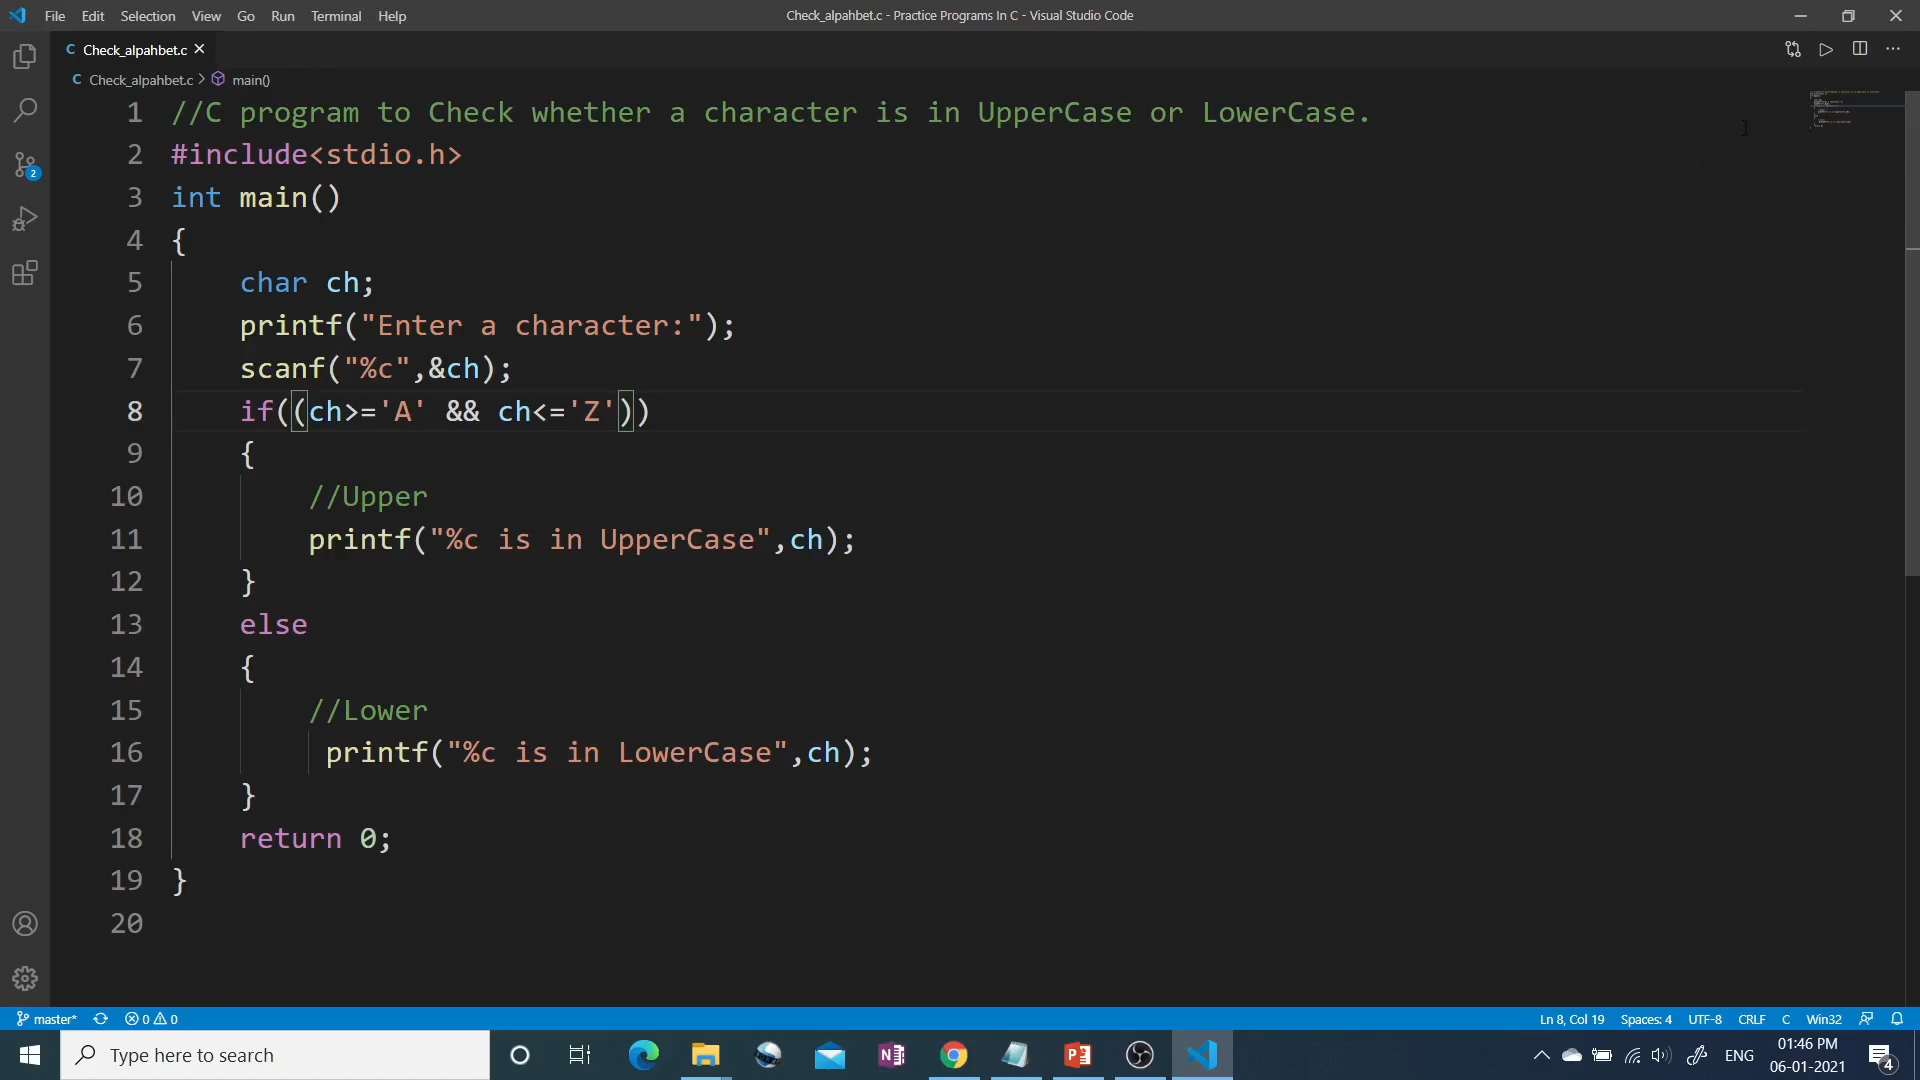 File Edit Selection View Go Run Terminal Help
Check_alpahbet.c - Practice Programs In C - Visual Studio Code
C Check_alpahbet.c
C Check_alpahbet.c > main()
1 //C program to Check whether a character is in UpperCase or LowerCase.
2 #include<stdio.h>
3 int main()
4 {
5 char ch;
6 printf("Enter a character:");
7 scanf("%c",&ch);
8 if((ch>='A' && ch<='Z'))
9 {
10 //Upper
11 printf("%c is in UpperCase",ch);
12 }
13 else
14 {
15 //Lower
16 printf("%c is in LowerCase",ch);
17 }
18 return 0;
19 }
20
2
master* 0 0
Ln 8, Col 19 Spaces: 4 UTF-8 CRLF C Win32
Type here to search
ENG
01:46 PM
06-01-2021
4